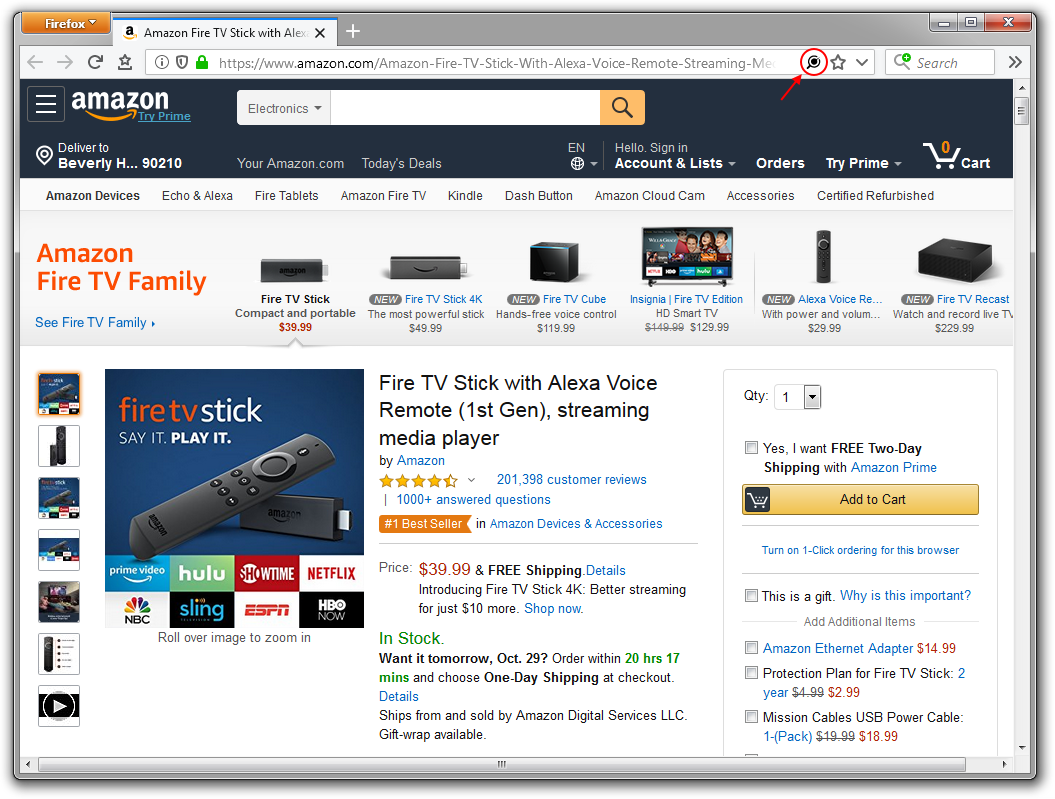 Firefox
Amazon Fire TV Stick with Alexa
https://www.amazon.com/Amazon-Fire-TV-Stick-With-Alexa-Voice-Remote-Streaming-Me
Search
amazon
Try Prime
Electronics
Deliver to
Beverly H... 90210
Your Amazon.com Today's Deals
EN
Hello. Sign in
Account & Lists
Orders
Try Prime
0
Cart
Amazon Devices Echo & Alexa Fire Tablets Amazon Fire TV Kindle Dash Button Amazon Cloud Cam Accessories Certified Refurbished
Amazon
Fire TV Family
See Fire TV Family
Fire TV Stick
Compact and portable
$39.99
NEW Fire TV Stick 4K
The most powerful stick
$49.99
NEW Fire TV Cube
Hands-free voice control
$119.99
Insignia | Fire TV Edition
HD Smart TV
$149.99 $129.99
NEW Alexa Voice Re...
With power and volum...
$29.99
NEW Fire TV Recast
Watch and record live TV
$229.99
fire tv stick
SAY IT. PLAY IT.
amazon
amazon
prime video
hulu
SHOWTIME
NETFLIX
NBC
sling
ESPN
HBO
NOW
Roll over image to zoom in
Fire TV Stick with Alexa Voice
Remote (1st Gen), streaming
media player
by Amazon
201,398 customer reviews
| 1000+ answered questions
#1 Best Seller in Amazon Devices & Accessories
Price: $39.99 & FREE Shipping.Details
Introducing Fire TV Stick 4K: Better streaming
for just $10 more. Shop now.
In Stock.
Want it tomorrow, Oct. 29? Order within 20 hrs 17
mins and choose One-Day Shipping at checkout.
Details
Ships from and sold by Amazon Digital Services LLC.
Gift-wrap available.
Qty: 1
Yes, I want FREE Two-Day
Shipping with Amazon Prime
Add to Cart
Turn on 1-Click ordering for this browser
This is a gift. Why is this important?
Add Additional Items
Amazon Ethernet Adapter $14.99
Protection Plan for Fire TV Stick: 2
year $4.99 $2.99
Mission Cables USB Power Cable:
1-(Pack) $19.99 $18.99